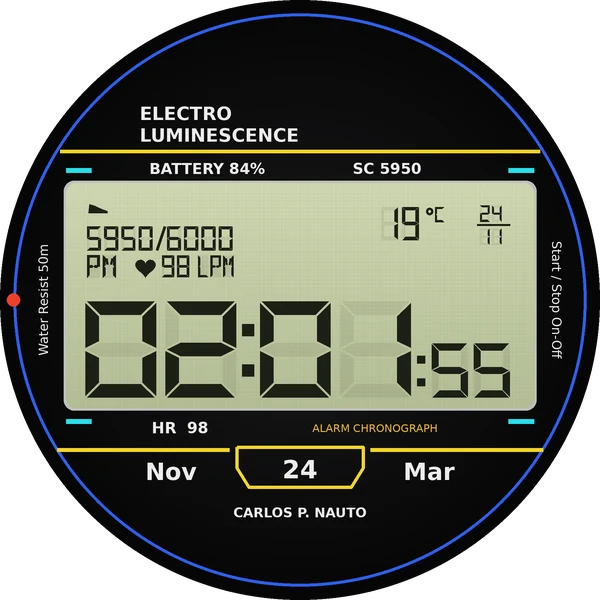 ELECTRO
LUMINESCENCE
BATTERY 84% SC 5950
19 °C 24
11
5950/6000
PM 98 LPM
Water Resist 50m
Start / Stop On-Off
02:01:55
HR 98 ALARM CHRONOGRAPH
Nov 24 Mar
CARLOS P. NAUTO